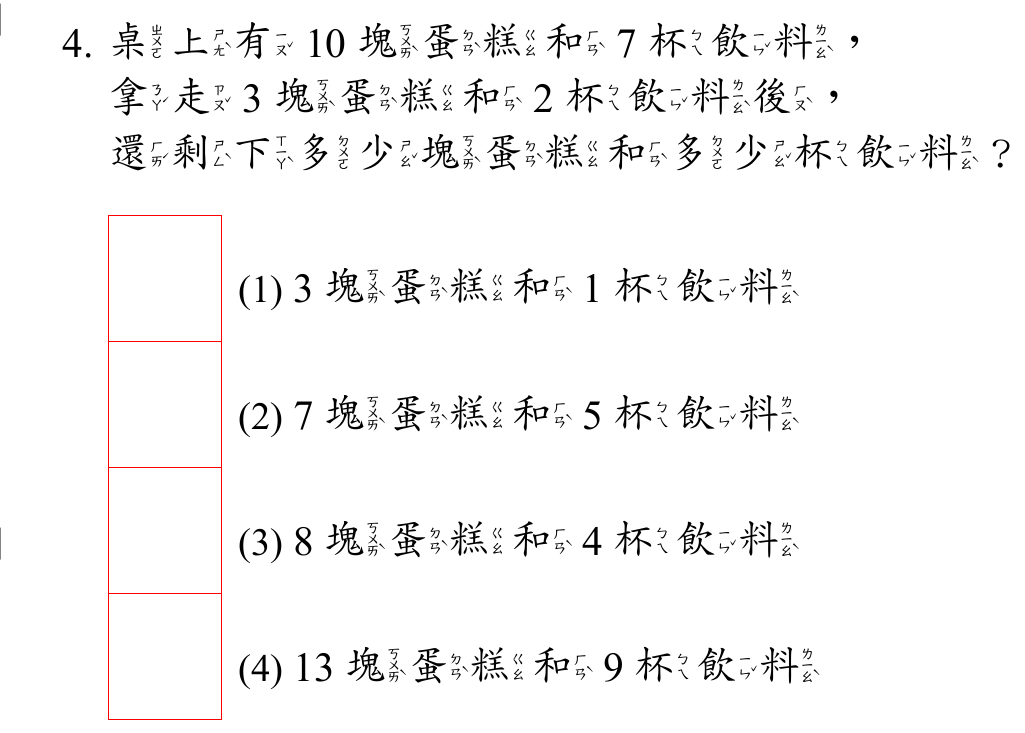 4. 桌上有 10 塊蛋糕和 7 杯飲料，
拿走 3 塊蛋糕和 2 杯飲料後，
還剩下多少塊蛋糕和多少杯飲料？
(1) 3 塊蛋糕和 1 杯飲料
(2) 7 塊蛋糕和 5 杯飲料
(3) 8 塊蛋糕和 4 杯飲料
(4) 13 塊蛋糕和 9 杯飲料